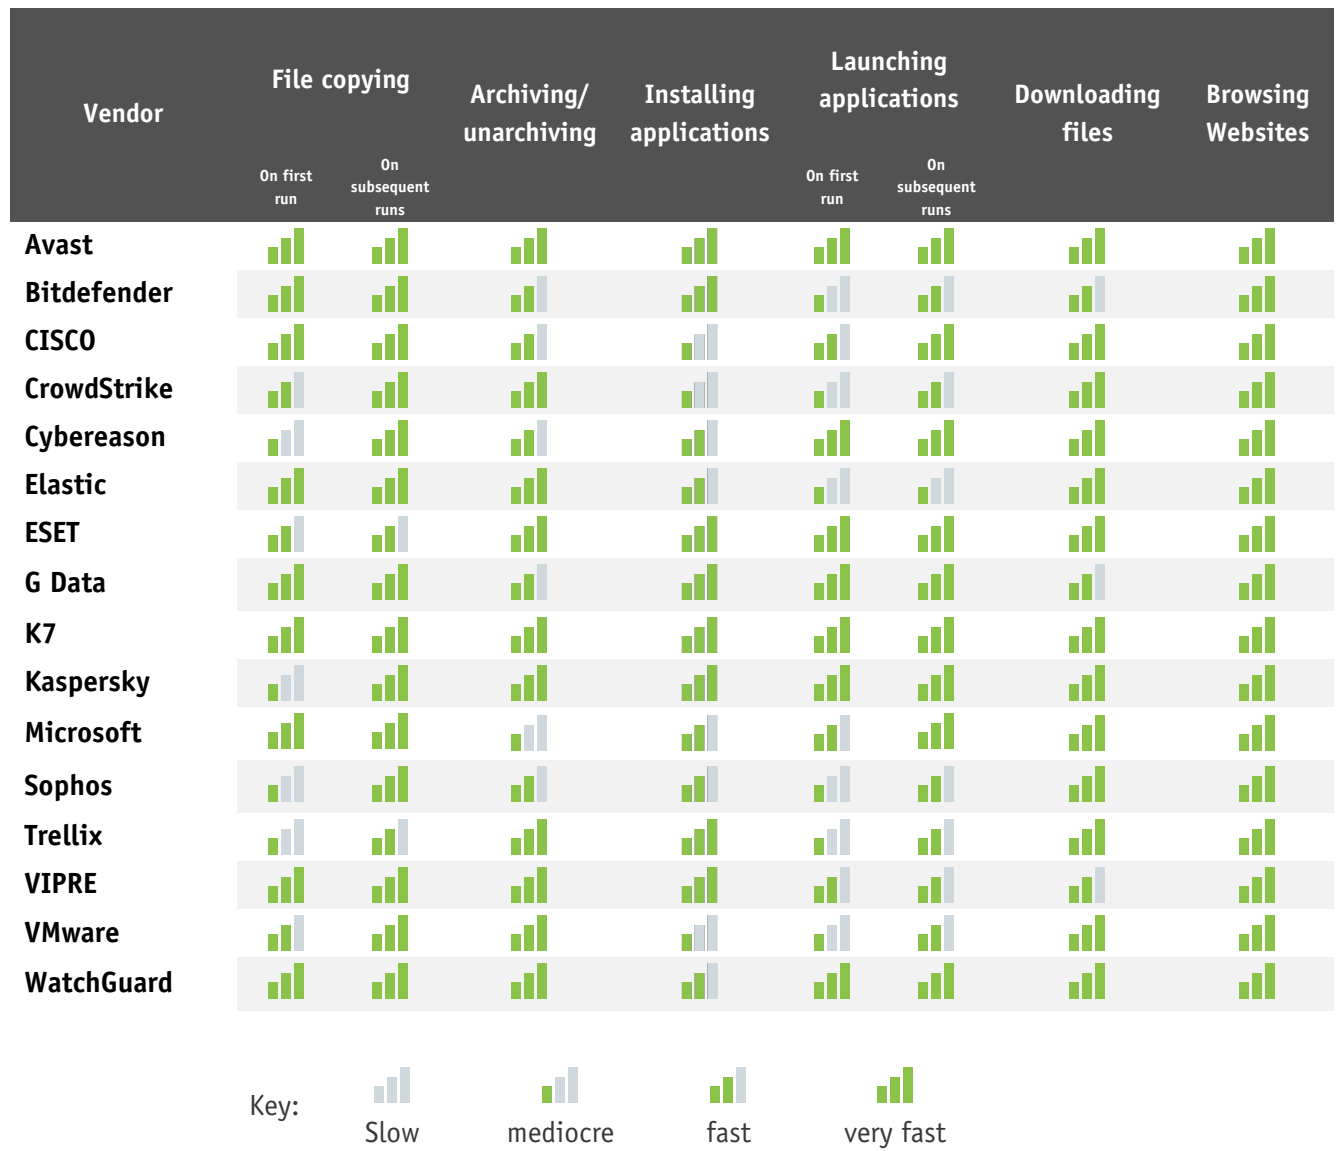 Vendor
File copying
Archiving/
unarchiving
Installing
applications
Launching
applications
Downloading
files
Browsing
Websites
On first
run
On
subsequent
runs
On first
run
On
subsequent
runs
Avast
Bitdefender
CISCO
CrowdStrike
Cybereason
Elastic
ESET
G Data
K7
Kaspersky
Microsoft
Sophos
Trellix
VIPRE
VMware
WatchGuard
Key:
Slow
mediocre
fast
very fast